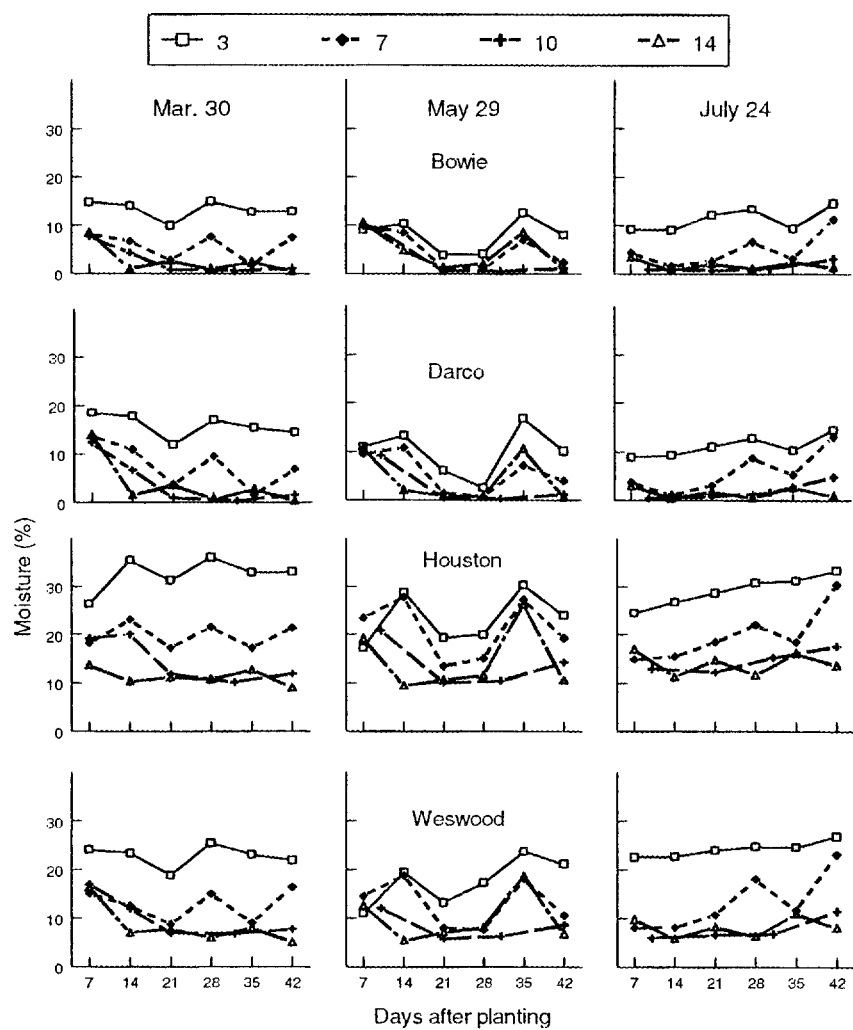 3 7 10 14
Mar. 30 May 29 July 24
Bowie
30
20
10
0
Darco
30
20
10
0
Houston
30
20
10
0
Weswood
30
20
10
0
Moisture (%)
7 14 21 28 35 42 7 14 21 28 35 42 7 14 21 28 35 42
Days after planting